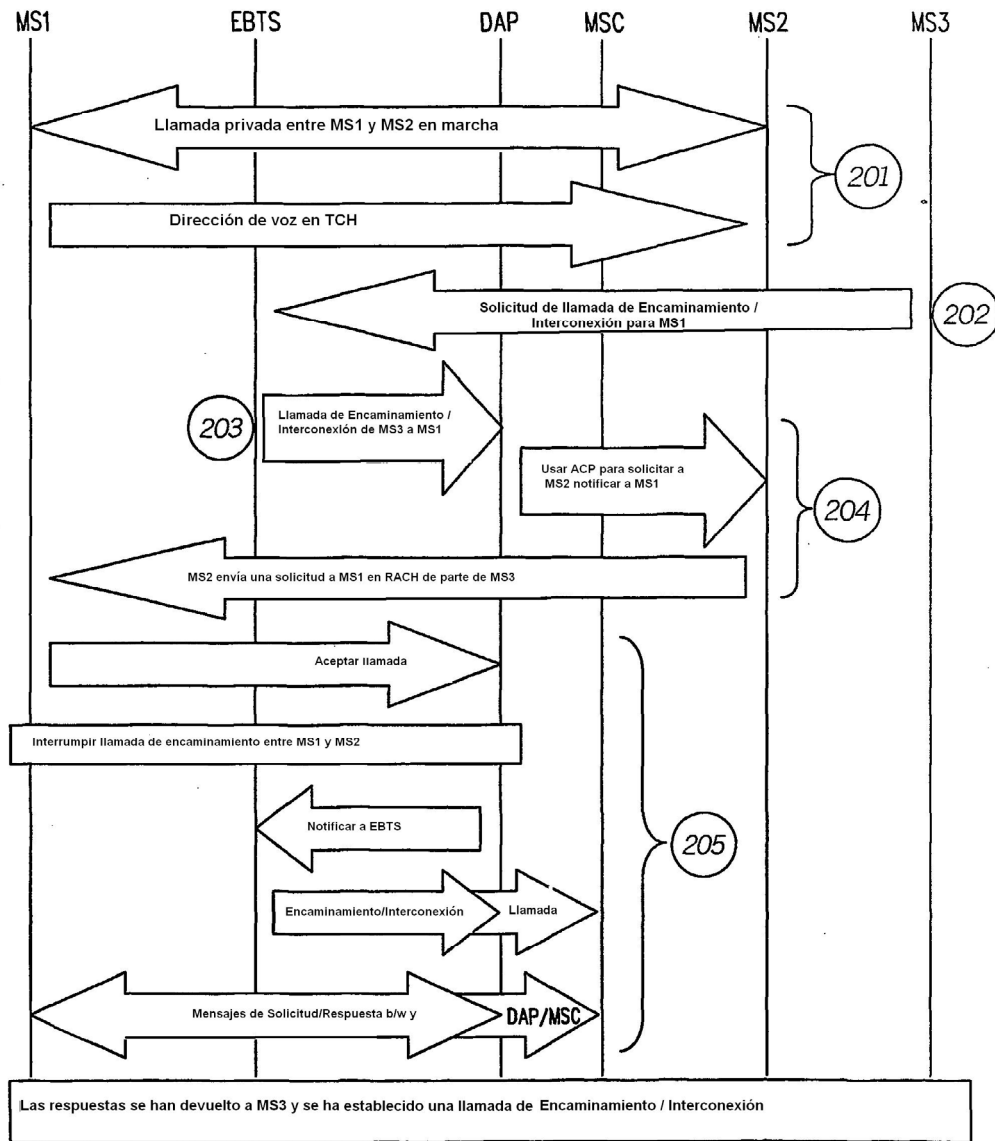 MS1 EBTS DAP MSC MS2 MS3
Llamada privada entre MS1 y MS2 en marcha
201
Dirección de voz en TCH
Solicitud de llamada de Encaminamiento /
Interconexión para MS1
202
203
Llamada de Encaminamiento /
Interconexión de MS3 a MS1
Usar ACP para solicitar a
MS2 notificar a MS1
204
MS2 envía una solicitud a MS1 en RACH de parte de MS3
Aceptar llamada
Interrumpir llamada de encaminamiento entre MS1 y MS2
Notificar a EBTS
205
Encaminamiento/Interconexión Llamada
Mensajes de Solicitud/Respuesta b/w y DAP/MSC
Las respuestas se han devuelto a MS3 y se ha establecido una llamada de Encaminamiento / Interconexión